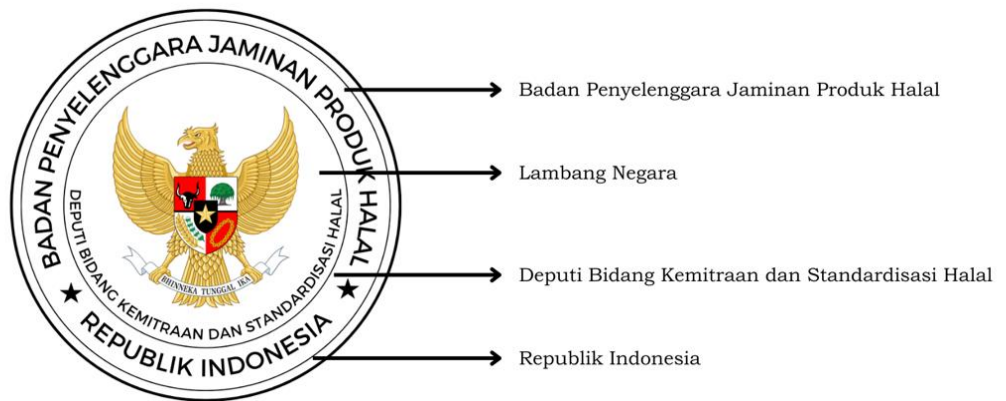 BADAN PENYELENGGARA JAMINAN PRODUK HALAL
DEPUTI BIDANG KEMITRAAN DAN STANDARDISASI HALAL
BHINNEKA TUNGGAL IKA
★ REPUBLIK INDONESIA ★
Badan Penyelenggara Jaminan Produk Halal
Lambang Negara
Deputi Bidang Kemitraan dan Standardisasi Halal
Republik Indonesia